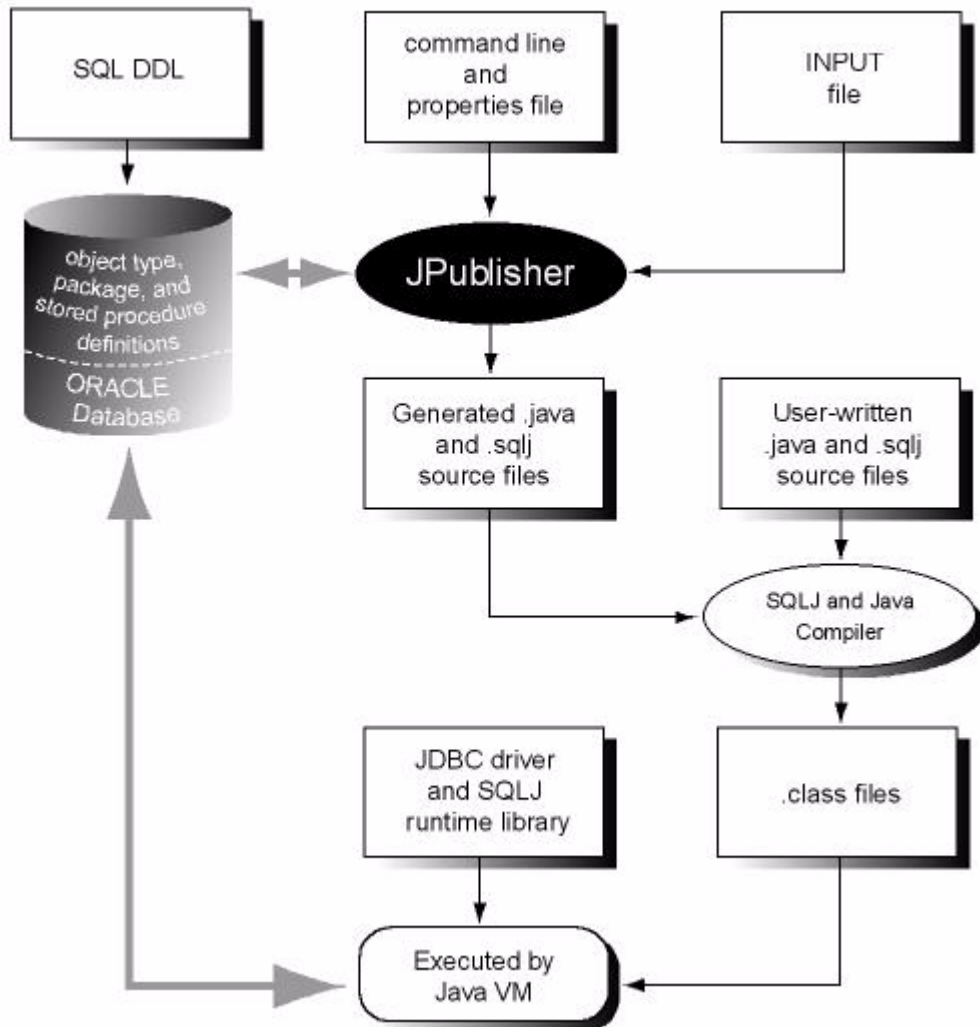 SQL DDL
command line
and
properties file
INPUT
file
object type,
package, and
stored procedure
definitions
ORACLE
Database
JPublisher
Generated .java
and .sqlj
source files
User-written
.java and .sqlj
source files
SQLJ and Java
Compiler
JDBC driver
and SQLJ
runtime library
.class files
Executed by
Java VM